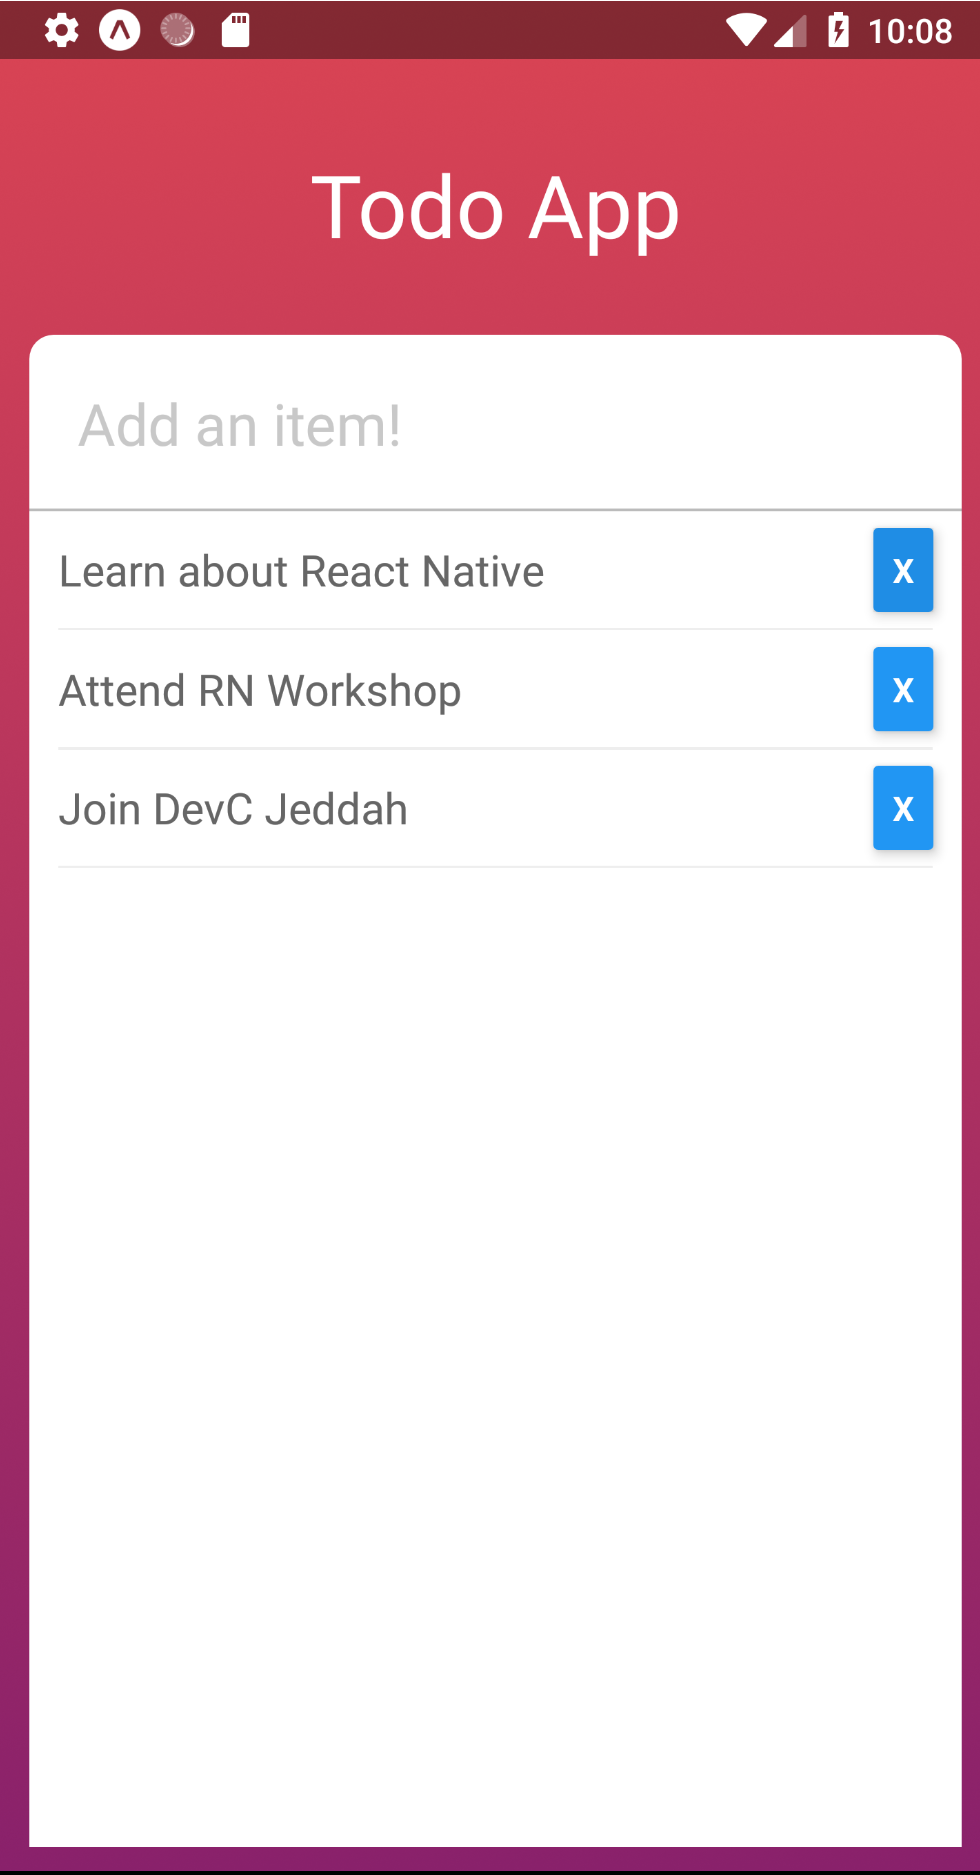 10:08
Todo App
Add an item!
Learn about React Native X
Attend RN Workshop X
Join DevC Jeddah X